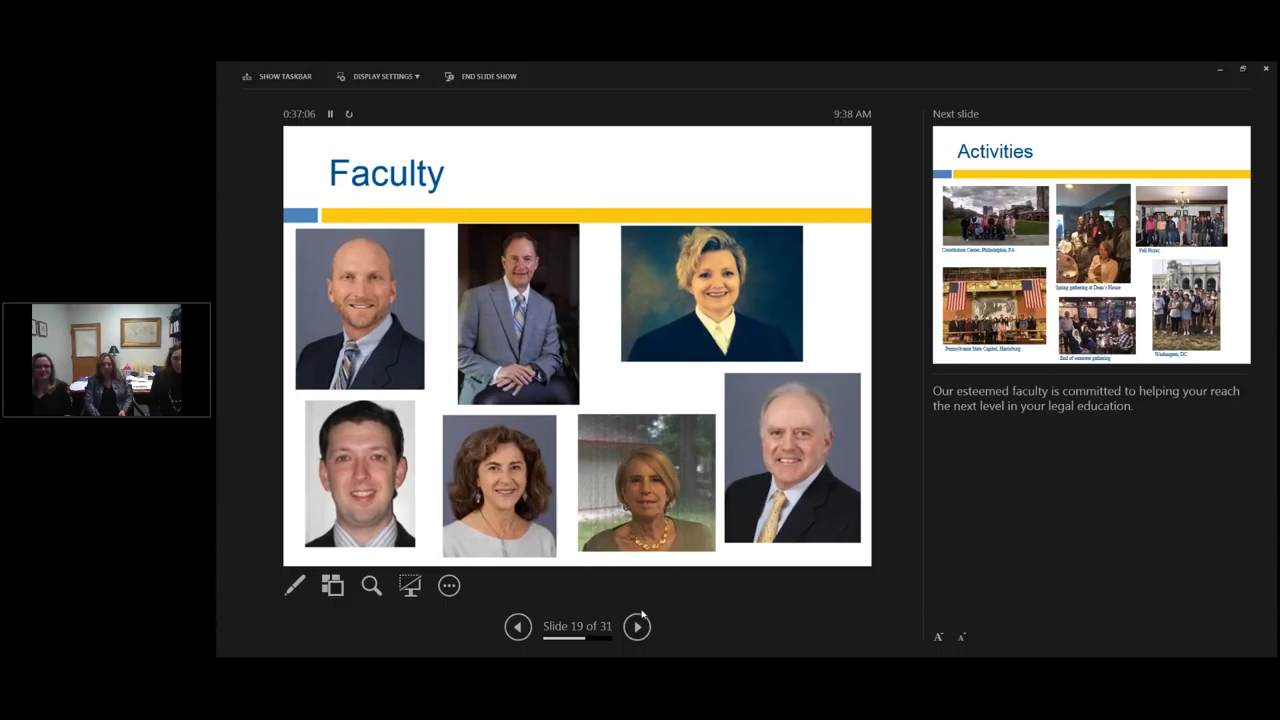 SHOW TASKBAR
DISPLAY SETTINGS ▾
END SLIDE SHOW
0:37:06
9:38 AM
Faculty
Slide 19 of 31
Next slide
Activities
Constitution Center, Philadelphia, PA
Spring gathering at Dean's House
Fall Picnic
Pennsylvania State Capitol, Harrisburg
End of semester gathering
Washington, DC
Our esteemed faculty is committed to helping your reach
the next level in your legal education.
A
A